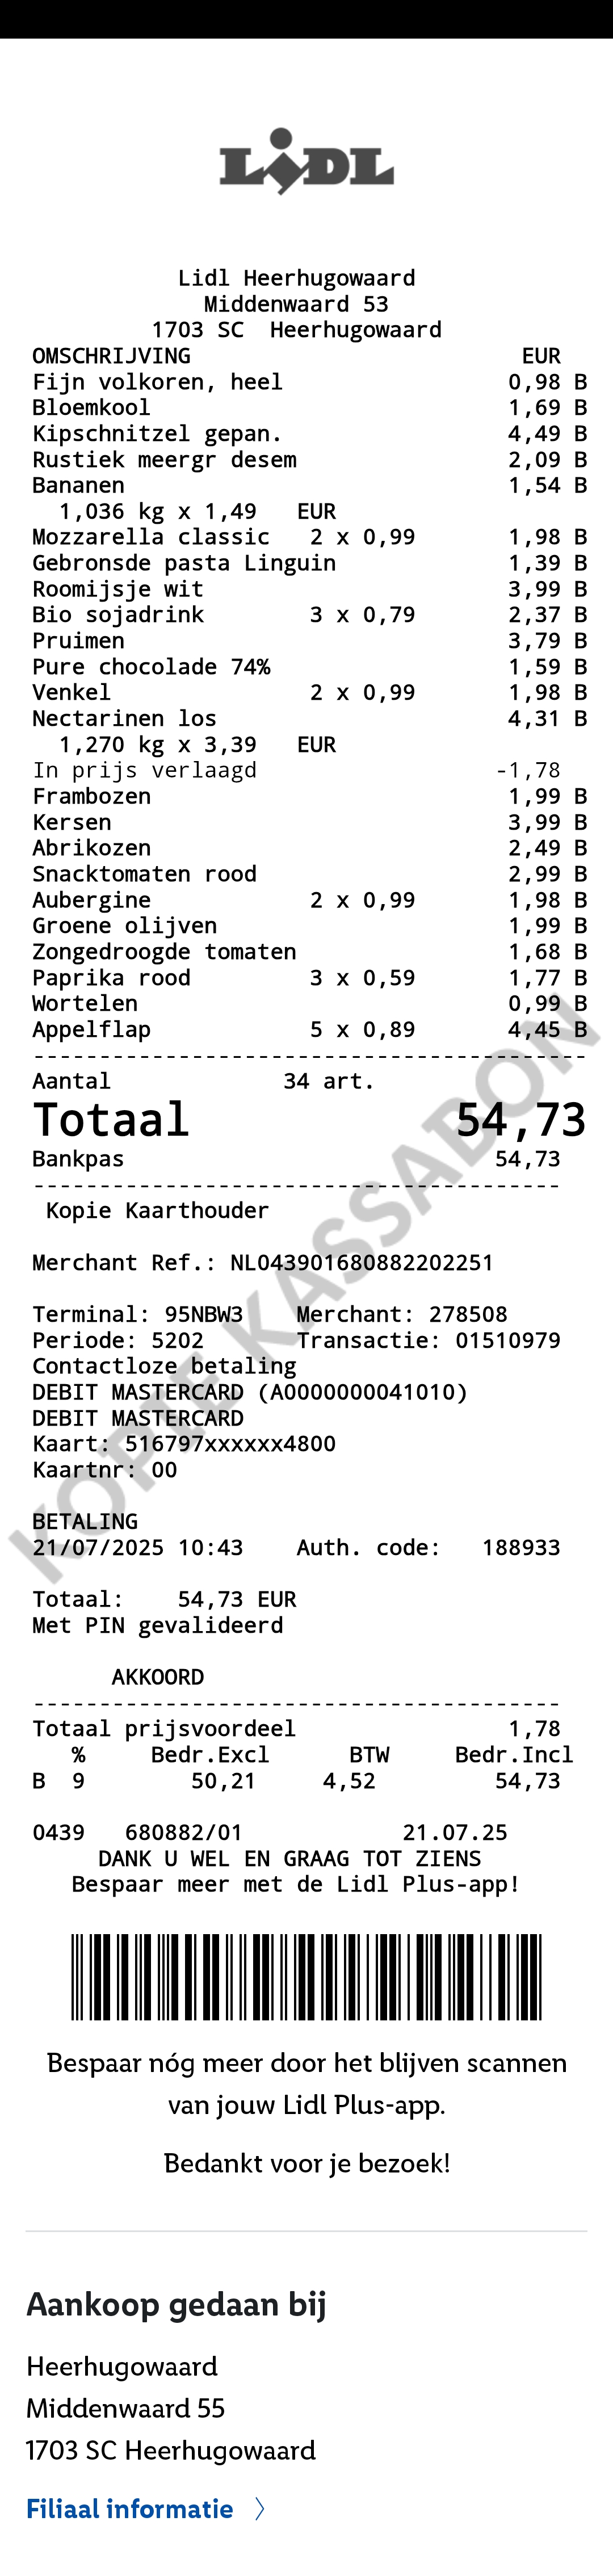 LIDL
Lidl Heerhugowaard
Middenwaard 53
1703 SC  Heerhugowaard
OMSCHRIJVING EUR
Fijn volkoren, heel 0,98 B
Bloemkool 1,69 B
Kipschnitzel gepan. 4,49 B
Rustiek meergr desem 2,09 B
Bananen 1,54 B
1,036 kg x 1,49 EUR
Mozzarella classic 2 x 0,99 1,98 B
Gebronsde pasta Linguin 1,39 B
Roomijsje wit 3,99 B
Bio sojadrink 3 x 0,79 2,37 B
Pruimen 3,79 B
Pure chocolade 74% 1,59 B
Venkel 2 x 0,99 1,98 B
Nectarinen los 4,31 B
1,270 kg x 3,39 EUR
In prijs verlaagd -1,78
Frambozen 1,99 B
Kersen 3,99 B
Abrikozen 2,49 B
Snacktomaten rood 2,99 B
Aubergine 2 x 0,99 1,98 B
Groene olijven 1,99 B
Zongedroogde tomaten 1,68 B
Paprika rood 3 x 0,59 1,77 B
Wortelen 0,99 B
Appelflap 5 x 0,89 4,45 B
------------------------------------------
Aantal 34 art.
Totaal 54,73
Bankpas 54,73
----------------------------------------
Kopie Kaarthouder
Merchant Ref.: NL043901680882202251
Terminal: 95NBW3 Merchant: 278508
Periode: 5202 Transactie: 01510979
Contactloze betaling
DEBIT MASTERCARD (A0000000041010)
DEBIT MASTERCARD
Kaart: 516797xxxxxx4800
Kaartnr: 00
KOPIE KASSABON
BETALING
21/07/2025 10:43 Auth. code: 188933
Totaal: 54,73 EUR
Met PIN gevalideerd
AKKOORD
----------------------------------------
Totaal prijsvoordeel 1,78
% Bedr.Excl BTW Bedr.Incl
B 9 50,21 4,52 54,73
0439 680882/01 21.07.25
DANK U WEL EN GRAAG TOT ZIENS
Bespaar meer met de Lidl Plus-app!
Bespaar nóg meer door het blijven scannen
van jouw Lidl Plus-app.
Bedankt voor je bezoek!
Aankoop gedaan bij
Heerhugowaard
Middenwaard 55
1703 SC Heerhugowaard
Filiaal informatie